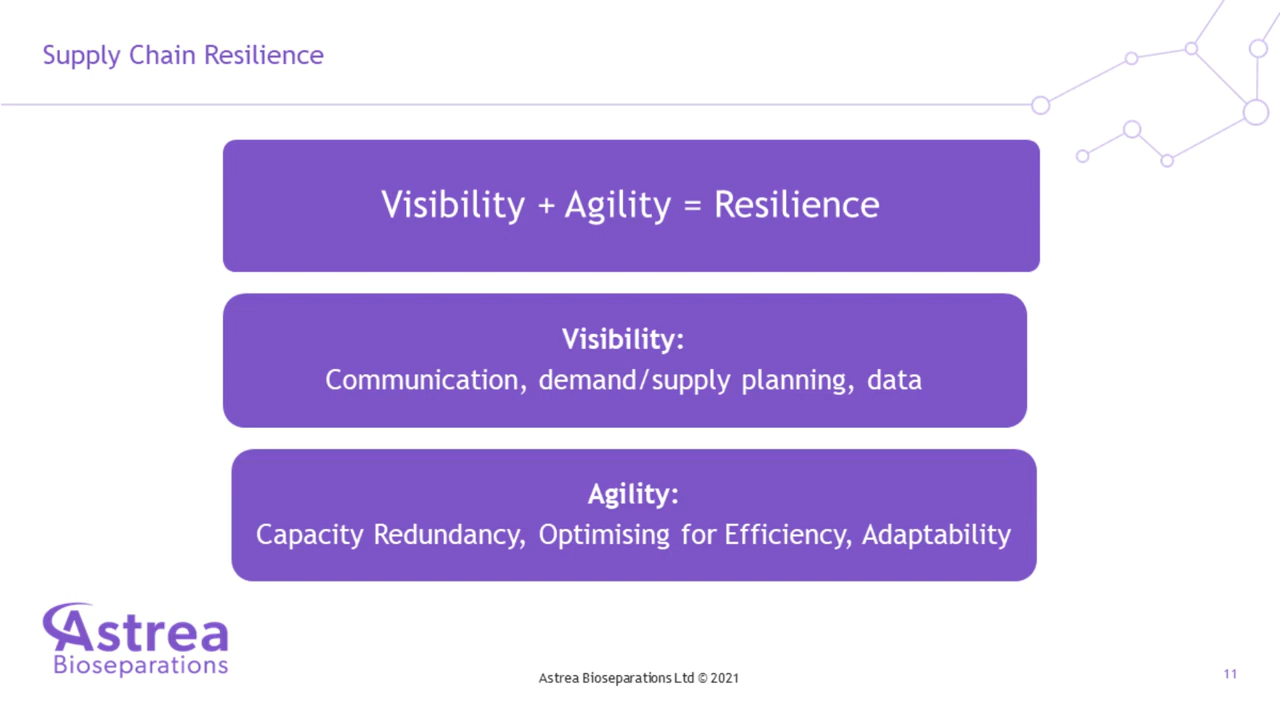 Supply Chain Resilience
Visibility + Agility = Resilience
Visibility:
Communication, demand/supply planning, data
Agility:
Capacity Redundancy, Optimising for Efficiency, Adaptability
Astrea
Bioseparations
Astrea Bioseparations Ltd © 2021
11